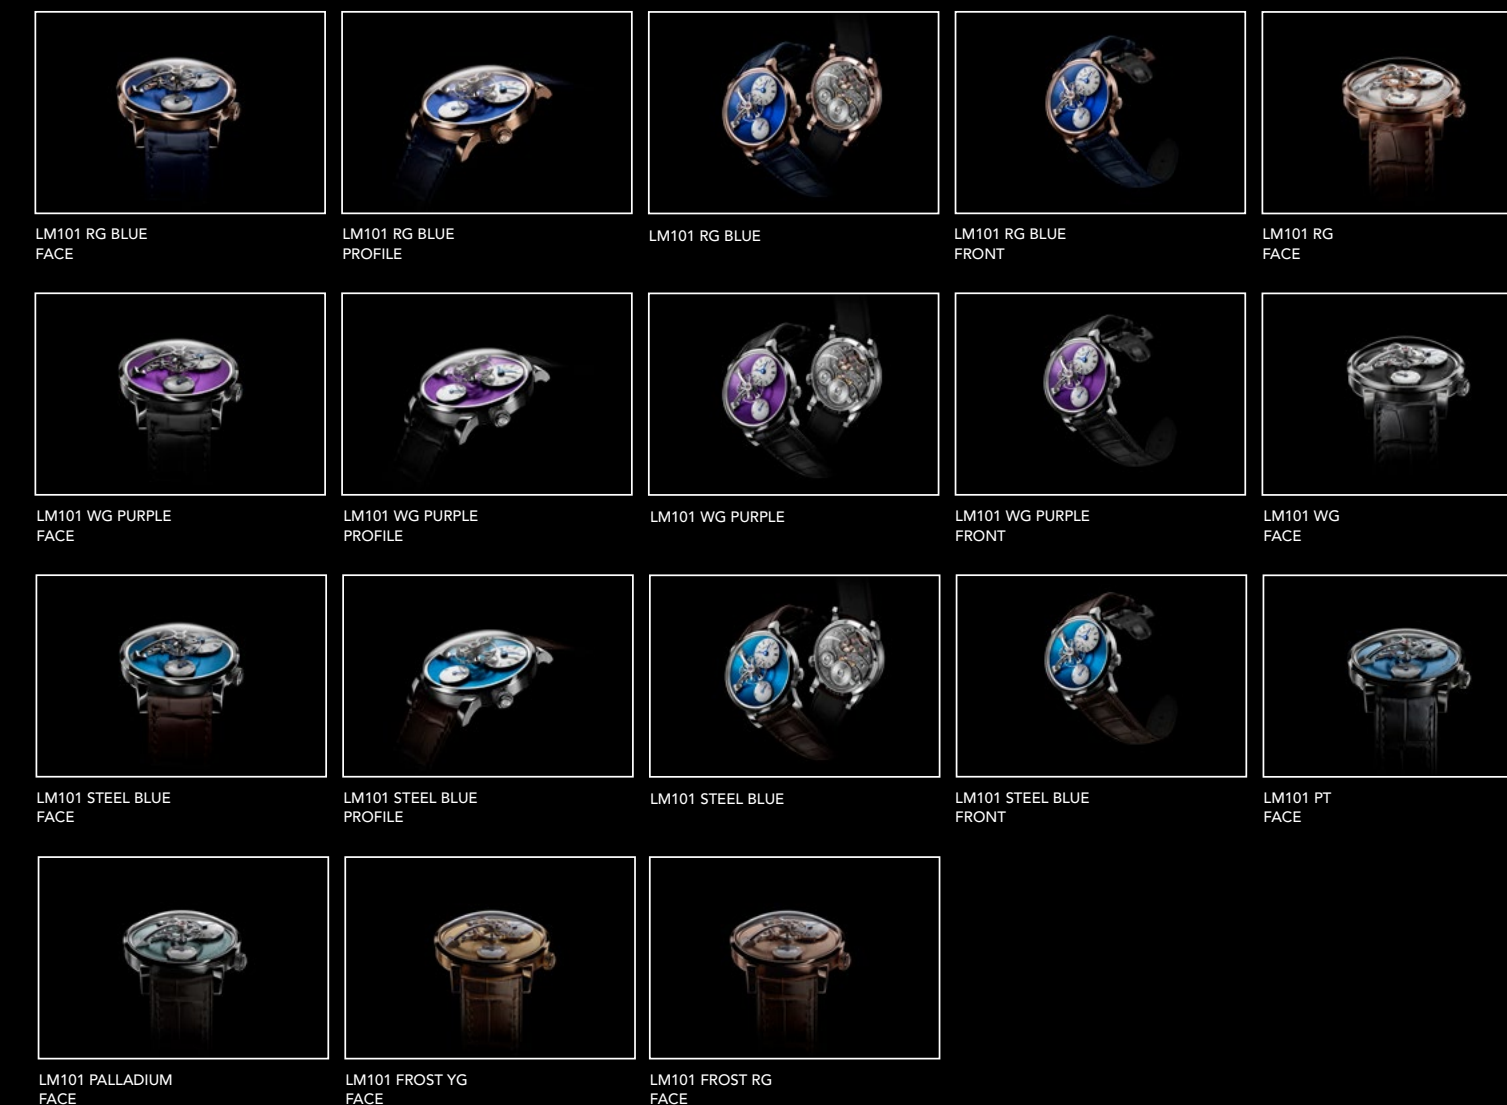 LM101 RG BLUE
FACE
LM101 RG BLUE
PROFILE
LM101 RG BLUE
LM101 RG BLUE
FRONT
LM101 RG
FACE
LM101 WG PURPLE
FACE
LM101 WG PURPLE
PROFILE
LM101 WG PURPLE
LM101 WG PURPLE
FRONT
LM101 WG
FACE
LM101 STEEL BLUE
FACE
LM101 STEEL BLUE
PROFILE
LM101 STEEL BLUE
LM101 STEEL BLUE
FRONT
LM101 PT
FACE
LM101 PALLADIUM
FACE
LM101 FROST YG
FACE
LM101 FROST RG
FACE